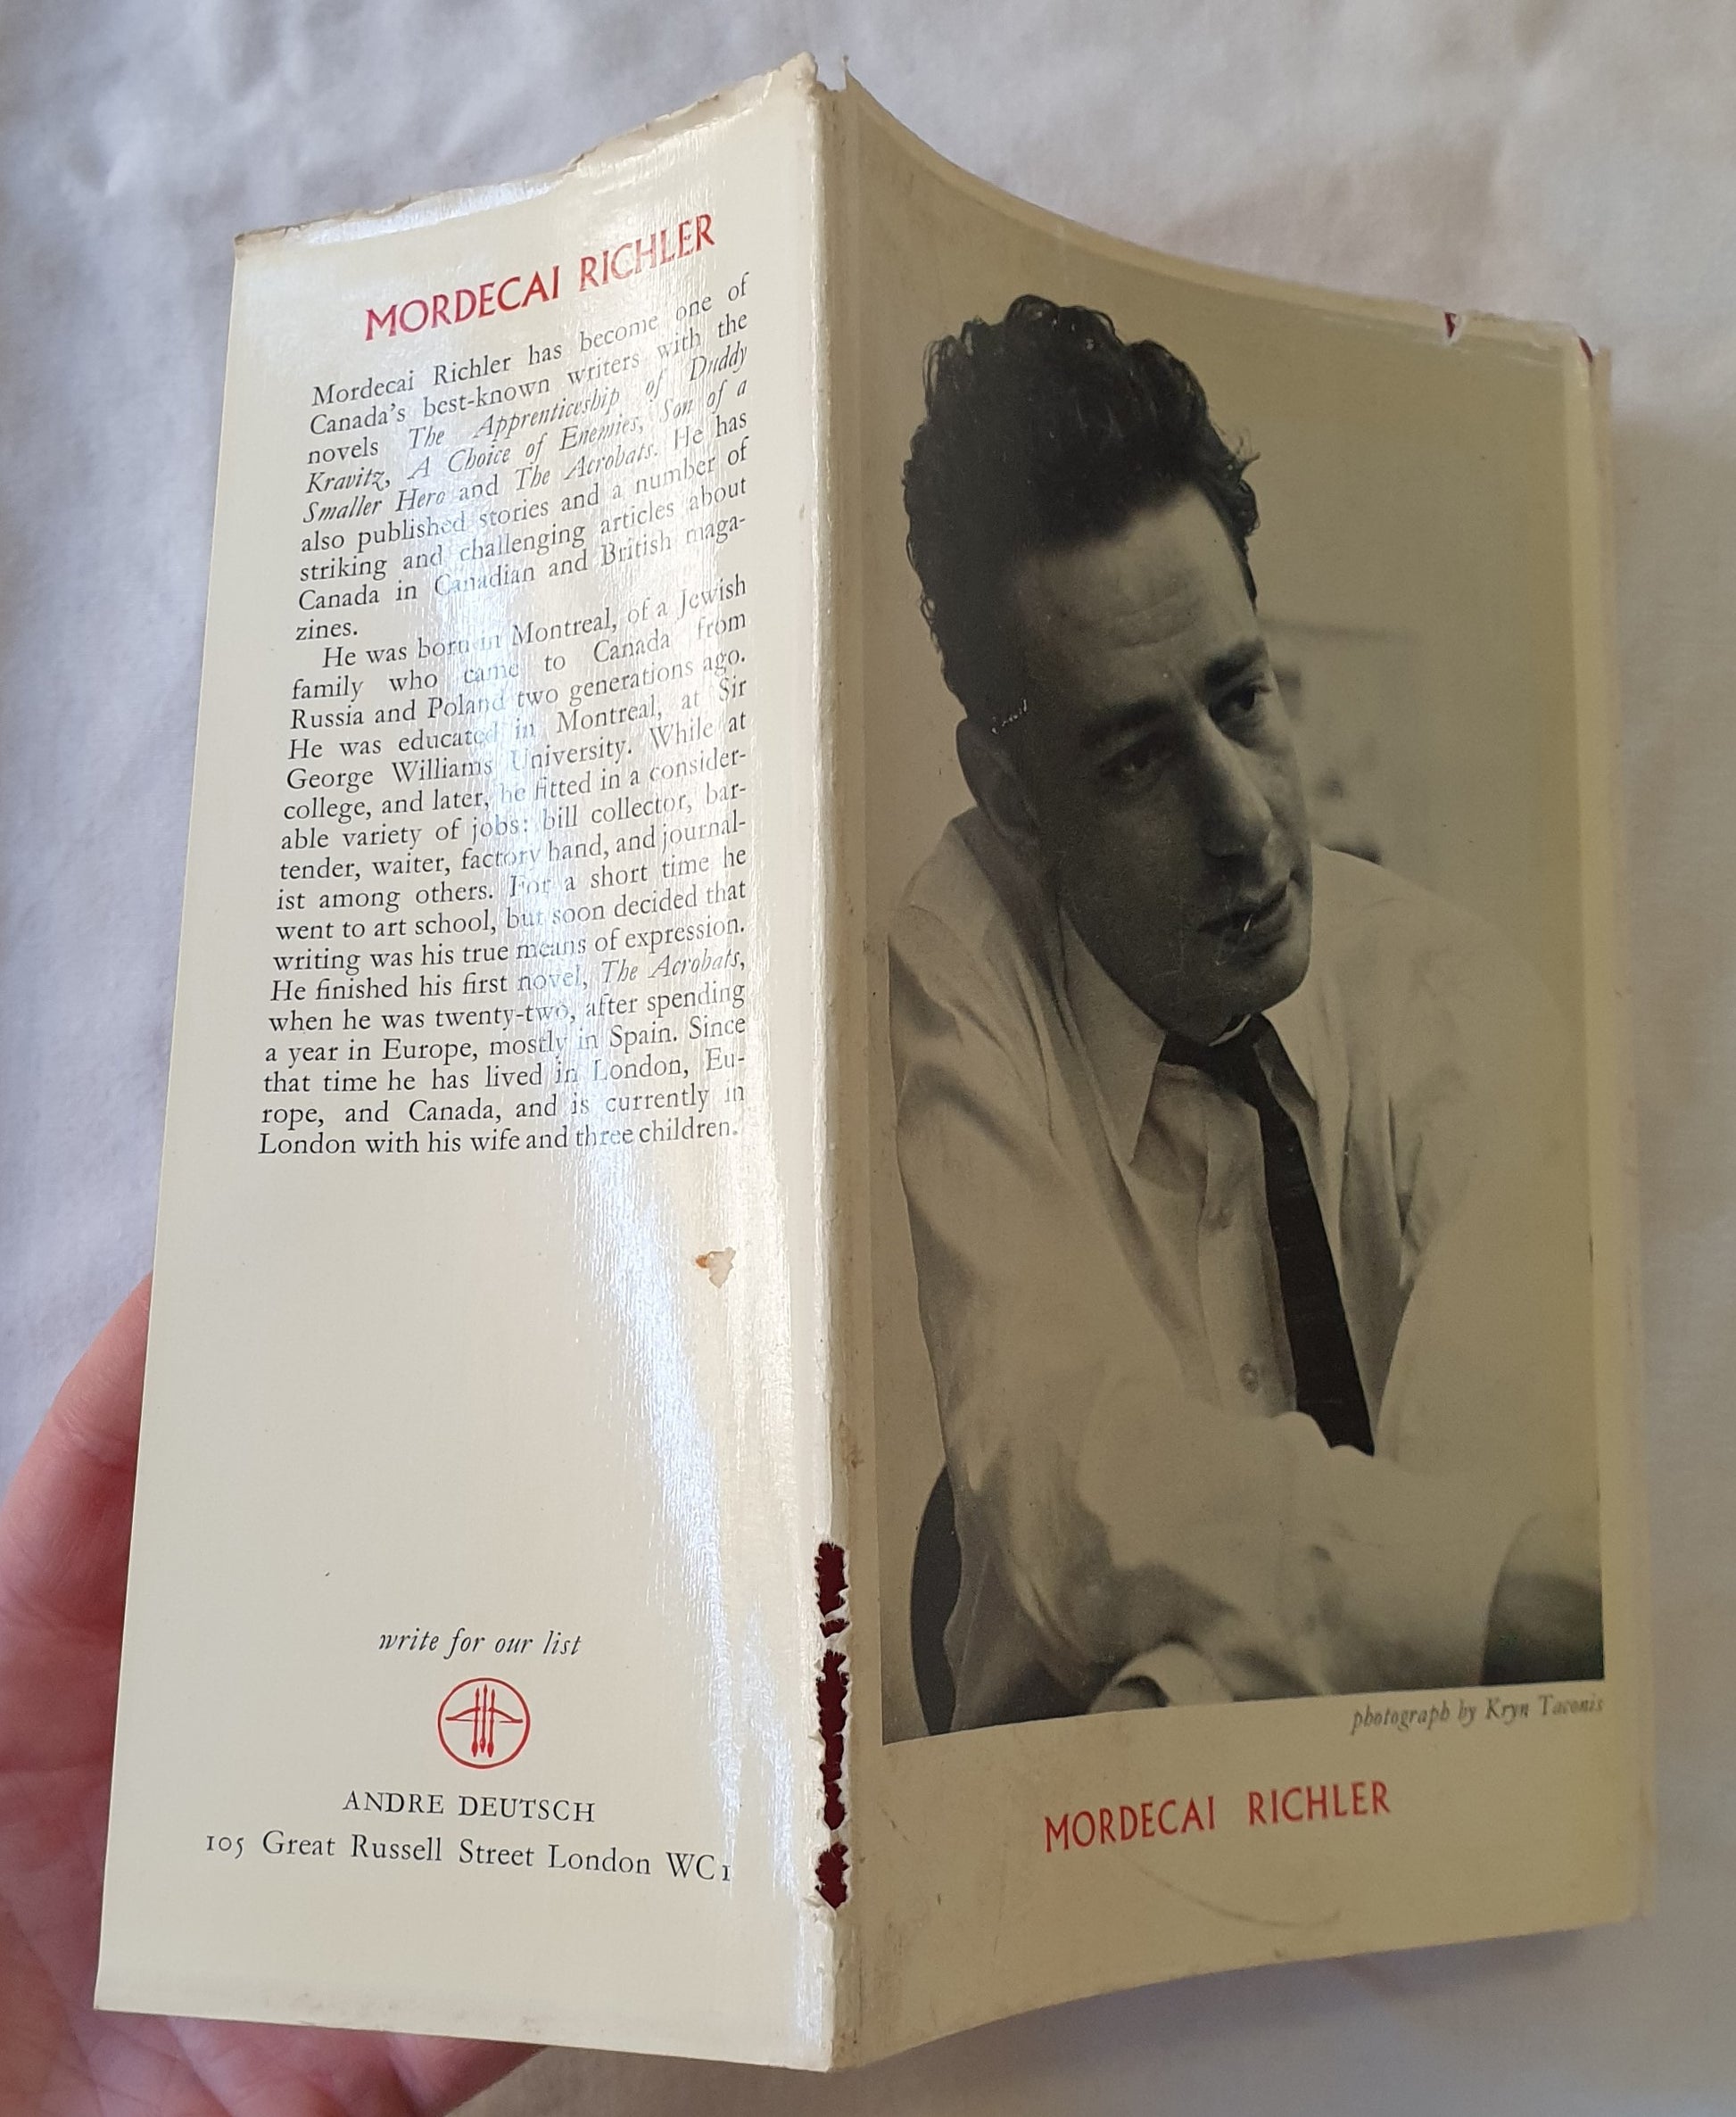 MORDECAI RICHLER
Mordecai Richler has become one of
Canada's best-known writers with the
novels The Apprenticeship of Duddy
Kravitz, A Choice of Enemies, Son of a
Smaller Hero and The Acrobats. He has
also published stories and a number of
striking and challenging articles about
Canada in Canadian and British maga-
zines.
He was born in Montreal, of a Jewish
family who came to Canada from
Russia and Poland two generations ago.
He was educated in Montreal, at Sir
George Williams University. While at
college, and later, he fitted in a consider-
able variety of jobs: bill collector, bar-
tender, waiter, factory hand, and journal-
ist among others. For a short time he
went to art school, but soon decided that
writing was his true means of expression.
He finished his first novel, The Acrobats,
when he was twenty-two, after spending
a year in Europe, mostly in Spain. Since
that time he has lived in London, Eu-
rope, and Canada, and is currently in
London with his wife and three children.
write for our list
ANDRE DEUTSCH
105 Great Russell Street London WC1
photograph by Kryn Taconis
MORDECAI RICHLER